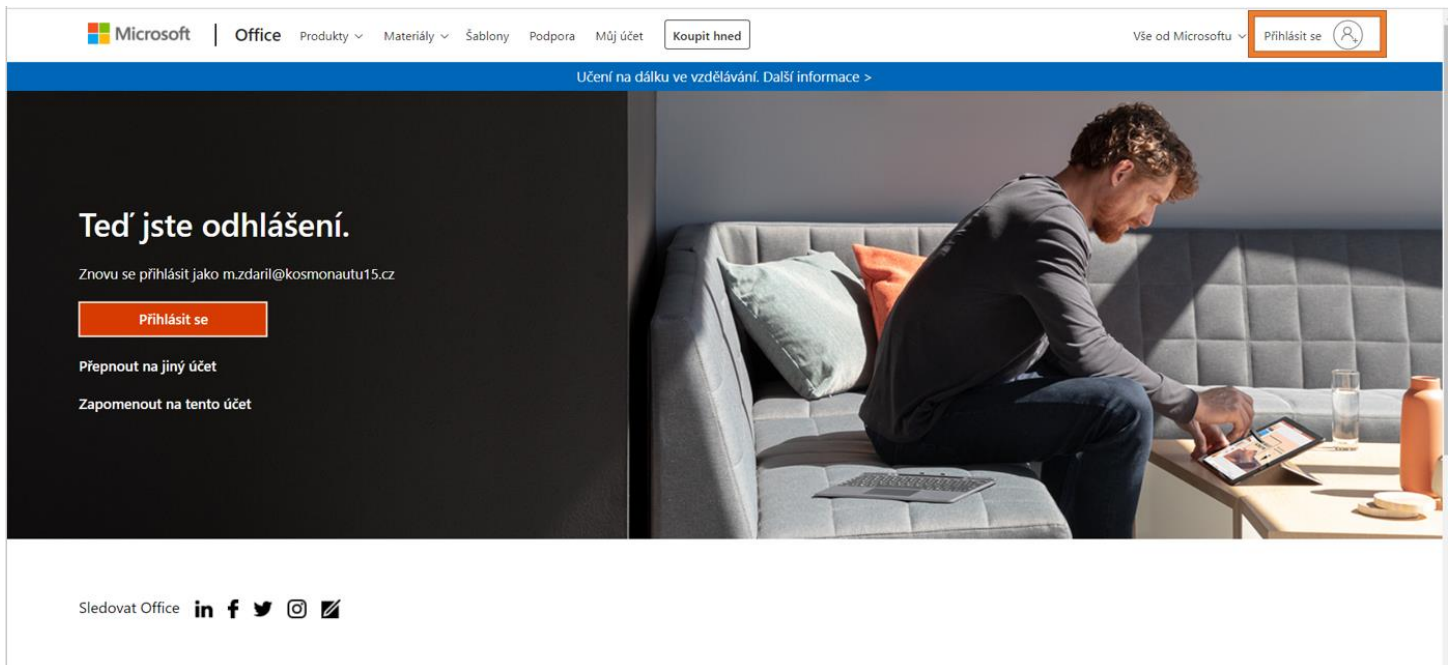 Microsoft Office Produkty Materiály Šablony Podpora Můj účet Koupit hned Vše od Microsoftu Přihlásit se
Učení na dálku ve vzdělávání. Další informace >
Teď jste odhlášení.
Znovu se přihlásit jako m.zdaril@kosmonautu15.cz
Přihlásit se
Přepnout na jiný účet
Zapomenout na tento účet
Sledovat Office